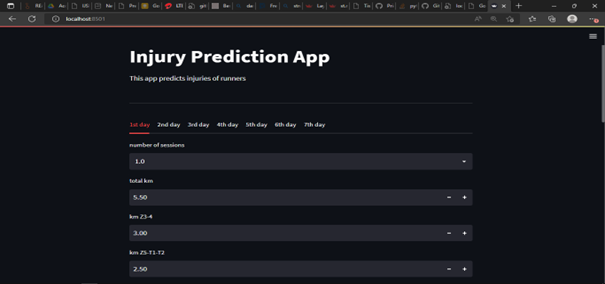 localhost:8501
Injury Prediction App
This app predicts injuries of runners
1st day 2nd day 3rd day 4th day 5th day 6th day 7th day
number of sessions
1,0
total km
5.50
km Z3-4
3.00
km Z5-T1-T2
2.50